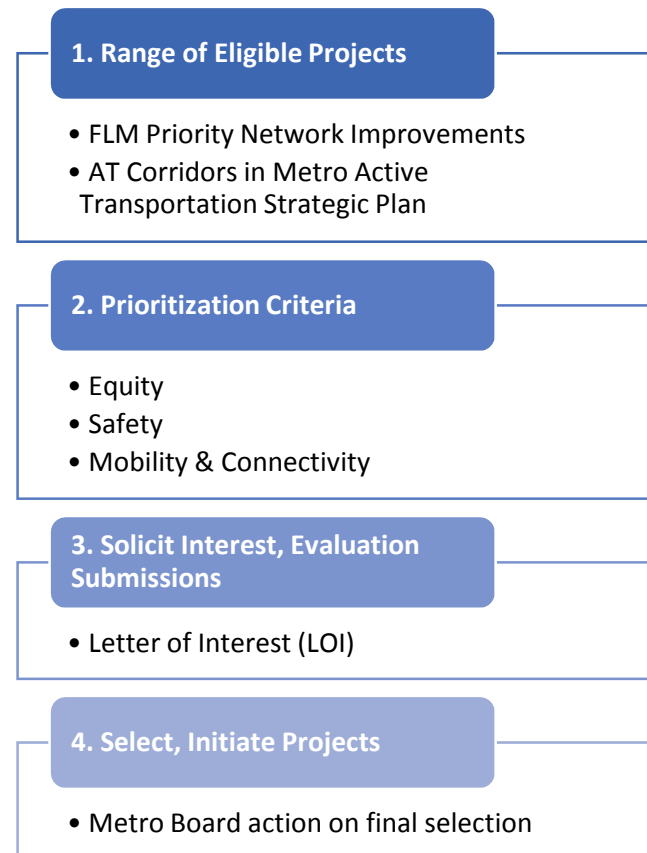 1. Range of Eligible Projects
• FLM Priority Network Improvements
• AT Corridors in Metro Active
Transportation Strategic Plan
2. Prioritization Criteria
• Equity
• Safety
• Mobility & Connectivity
3. Solicit Interest, Evaluation
Submissions
• Letter of Interest (LOI)
4. Select, Initiate Projects
• Metro Board action on final selection